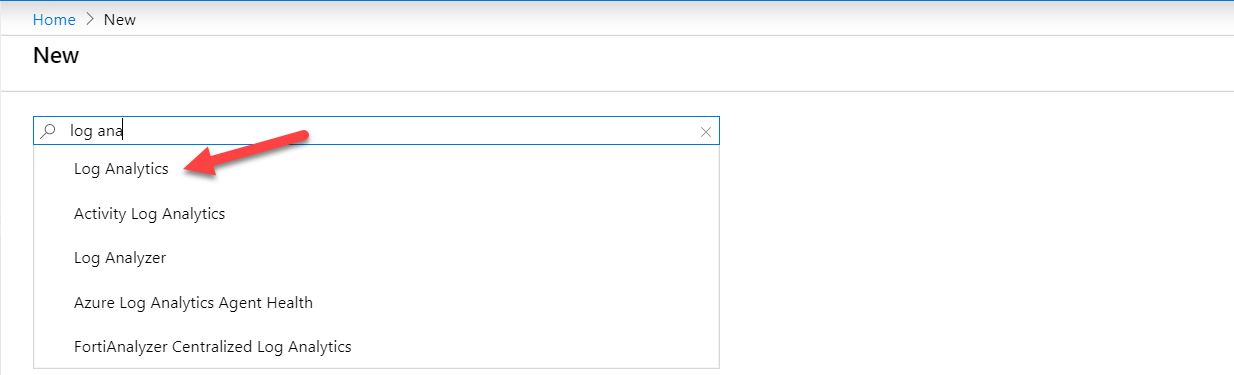 Home > New
New
log ana
Log Analytics
Activity Log Analytics
Log Analyzer
Azure Log Analytics Agent Health
FortiAnalyzer Centralized Log Analytics